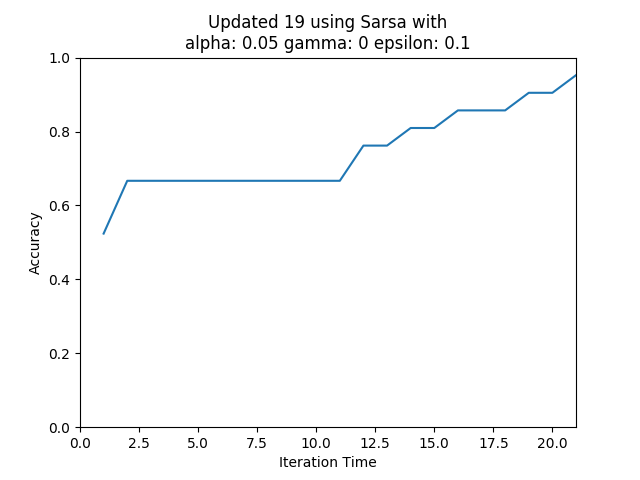 Updated 19 using Sarsa with
alpha: 0.05 gamma: 0 epsilon: 0.1
1.0
0.8
0.6
0.4
0.2
0.0
Accuracy
0.0 2.5 5.0 7.5 10.0 12.5 15.0 17.5 20.0
Iteration Time